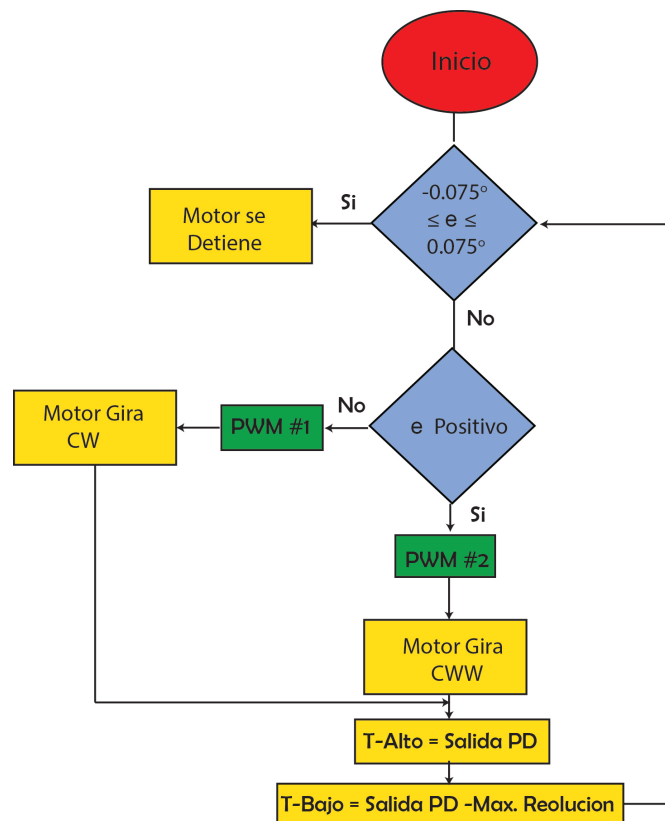 Inicio
-0.075°
≤ e ≤
0.075°
Si
Motor se
Detiene
No
e Positivo
No
PWM #1
Motor Gira
CW
Si
PWM #2
Motor Gira
CWW
T-Alto = Salida PD
T-Bajo = Salida PD -Max. Reolucion